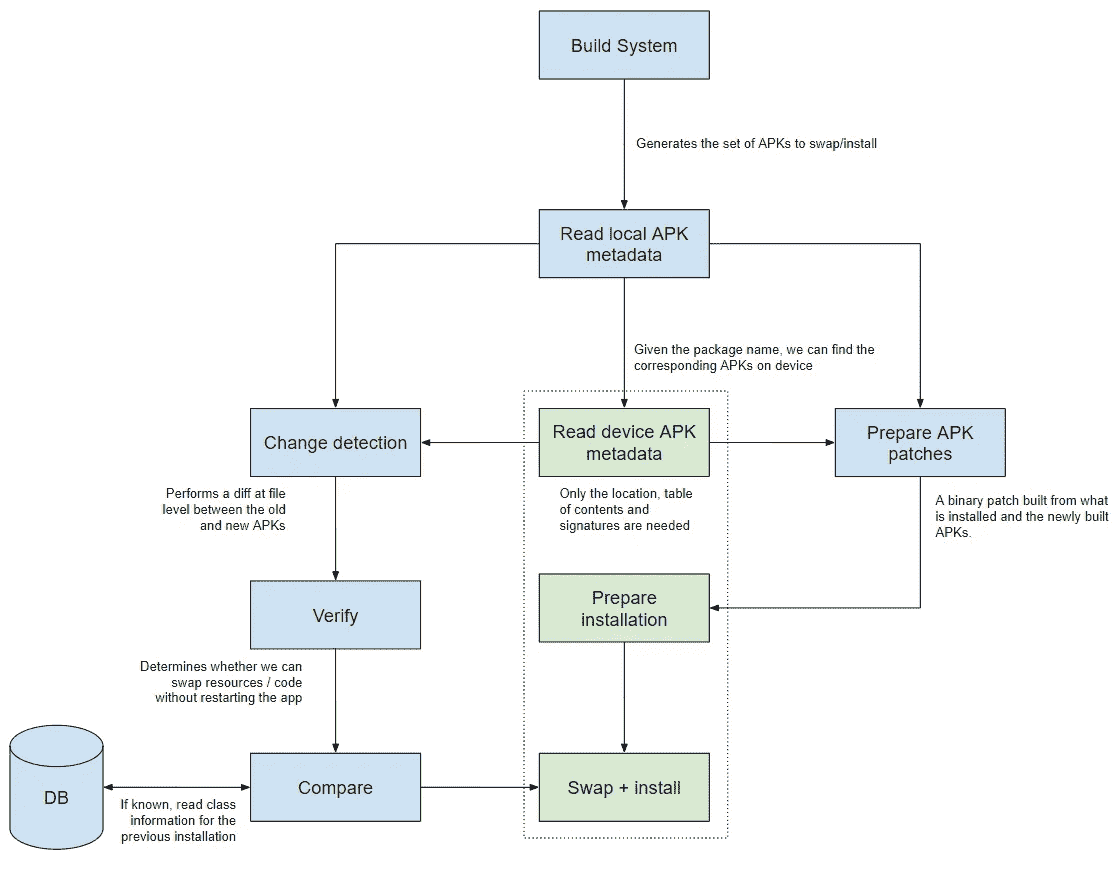 Build System
Generates the set of APKs to swap/install
Read local APK
metadata
Given the package name, we can find the
corresponding APKs on device
Change detection
Read device APK
metadata
Prepare APK
patches
Performs a diff at file
level between the old
and new APKs
Only the location, table
of contents and
signatures are needed
A binary patch built from what
is installed and the newly built
APKs.
Verify
Prepare
installation
Determines whether we can
swap resources / code
without restarting the app
DB
If known, read class
information for the
previous installation
Compare
Swap + install